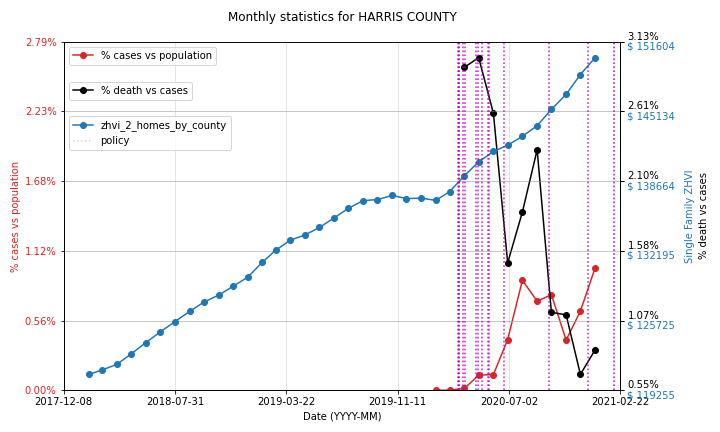 Monthly statistics for HARRIS COUNTY
2.79%
2.23%
1.68%
1.12%
0.56%
0.00%
% cases vs population
% cases vs population
% death vs cases
zhvi_2_homes_by_county
policy
3.13%
$ 151604
2.61%
$ 145134
2.10%
$ 138664
1.58%
$ 132195
1.07%
$ 125725
0.55%
$ 119255
Single Family ZHVI
% death vs cases
2017-12-08
2018-07-31
2019-03-22
2019-11-11
2020-07-02
2021-02-22
Date (YYYY-MM)